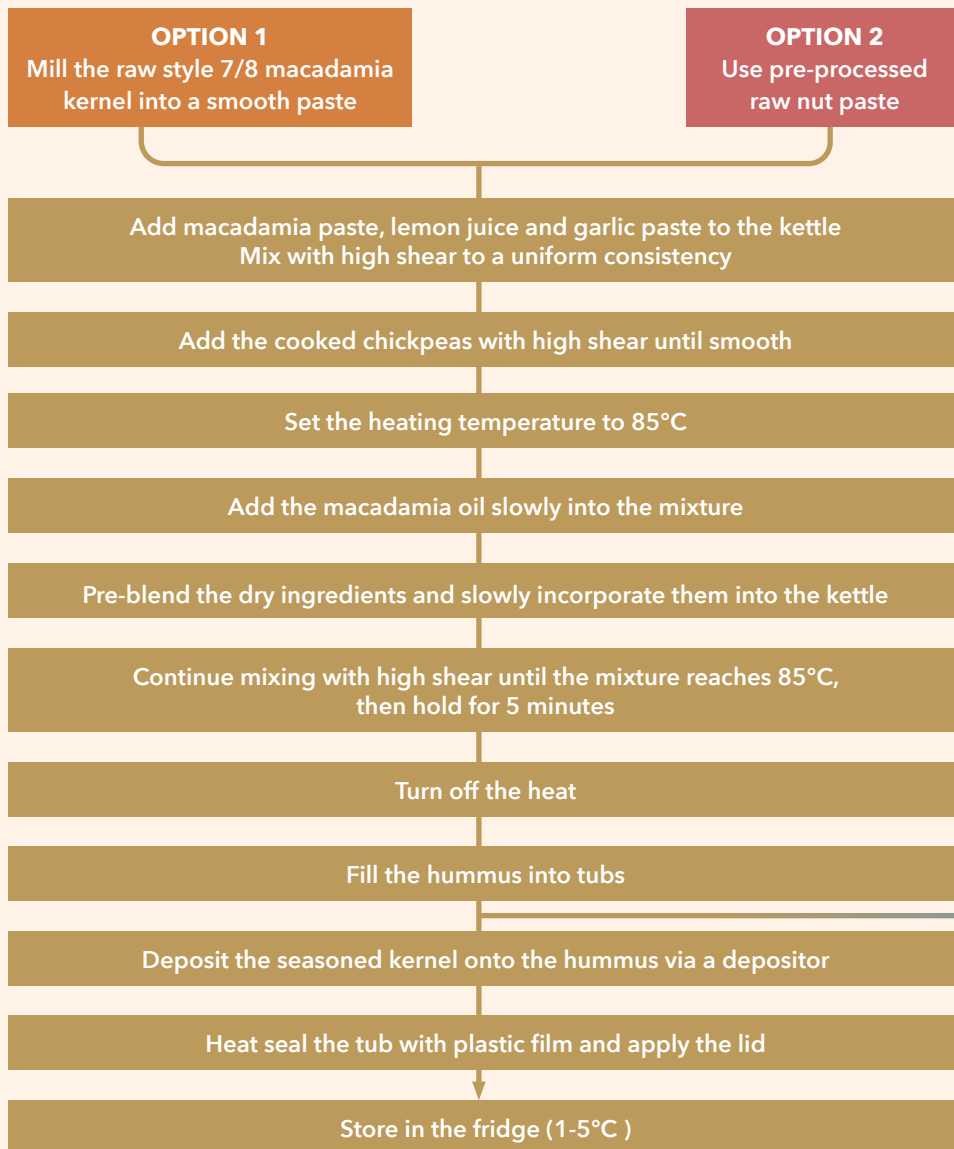 OPTION 1
Mill the raw style 7/8 macadamia
kernel into a smooth paste
OPTION 2
Use pre-processed
raw nut paste
Add macadamia paste, lemon juice and garlic paste to the kettle
Mix with high shear to a uniform consistency
Add the cooked chickpeas with high shear until smooth
Set the heating temperature to 85°C
Add the macadamia oil slowly into the mixture
Pre-blend the dry ingredients and slowly incorporate them into the kettle
Continue mixing with high shear until the mixture reaches 85°C,
then hold for 5 minutes
Turn off the heat
Fill the hummus into tubs
Deposit the seasoned kernel onto the hummus via a depositor
Heat seal the tub with plastic film and apply the lid
Store in the fridge (1-5°C )